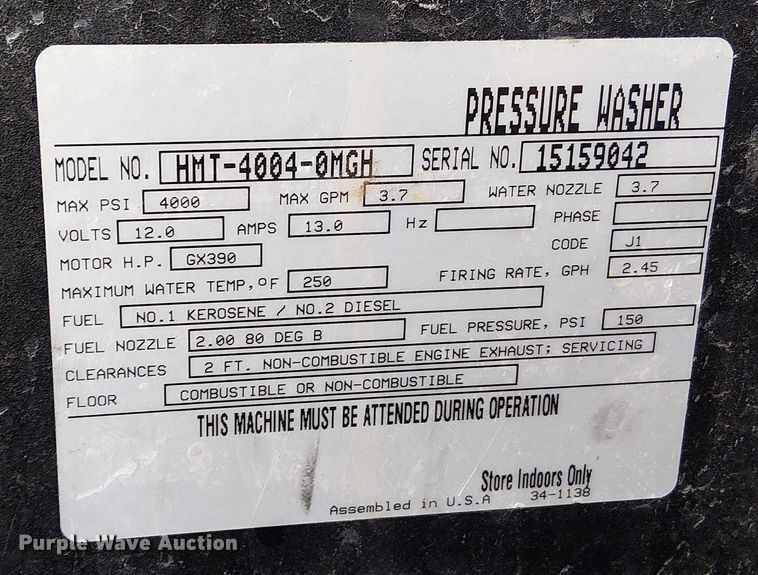 PRESSURE WASHER
MODEL NO. HMT-4004-0MGH SERIAL NO. 15159042
MAX PSI 4000 MAX GPM 3.7 WATER NOZZLE 3.7
VOLTS 12.0 AMPS 13.0 Hz PHASE
MOTOR H.P. GX390 CODE J1
MAXIMUM WATER TEMP,°F 250 FIRING RATE, GPH 2.45
FUEL NO.1 KEROSENE / NO.2 DIESEL
FUEL NOZZLE 2.00 80 DEG B FUEL PRESSURE, PSI 150
CLEARANCES 2 FT. NON-COMBUSTIBLE ENGINE EXHAUST; SERVICING
FLOOR COMBUSTIBLE OR NON-COMBUSTIBLE
THIS MACHINE MUST BE ATTENDED DURING OPERATION
Store Indoors Only
Assembled in U.S.A 34-1138
Purple Wave Auction